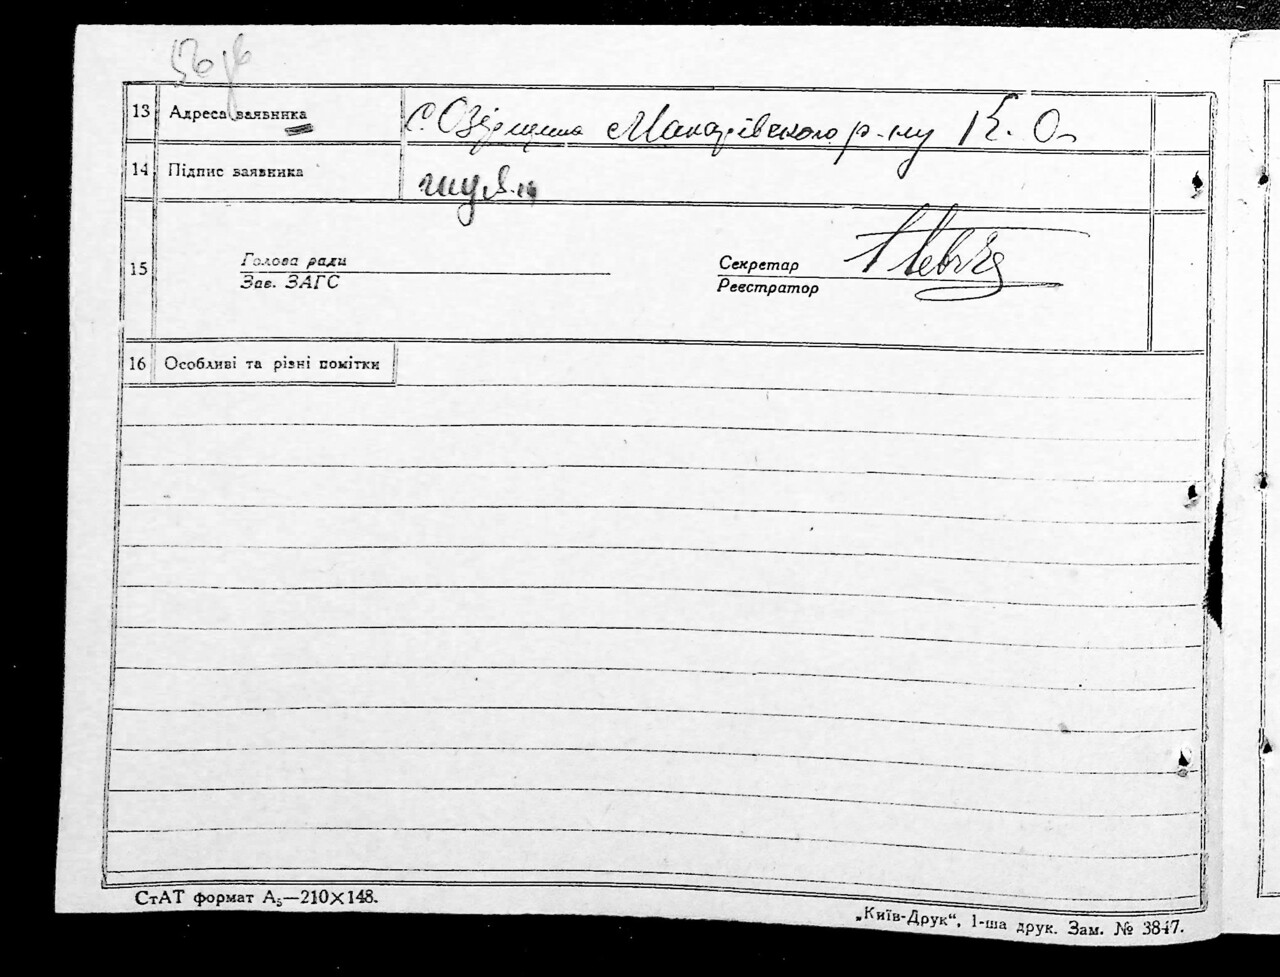 56
13 Адреса заявника с. Озірщина Макарівського р-ну К. О.
14 Підпис заявника
15 Голова ради
Зав. ЗАГС
Секретар
Реєстратор
16 Особливі та різні помітки
СтАТ формат А₅—210×148.
„Київ-Друк“, 1-ша друк. Зам. № 3847.